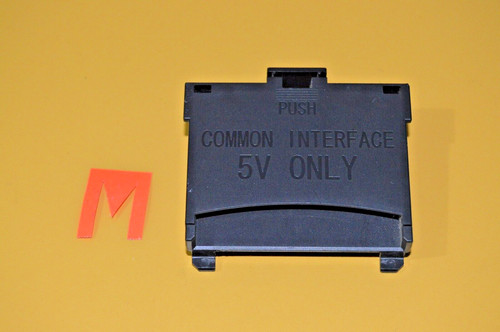 PUSH
COMMON INTERFACE
5V ONLY
M